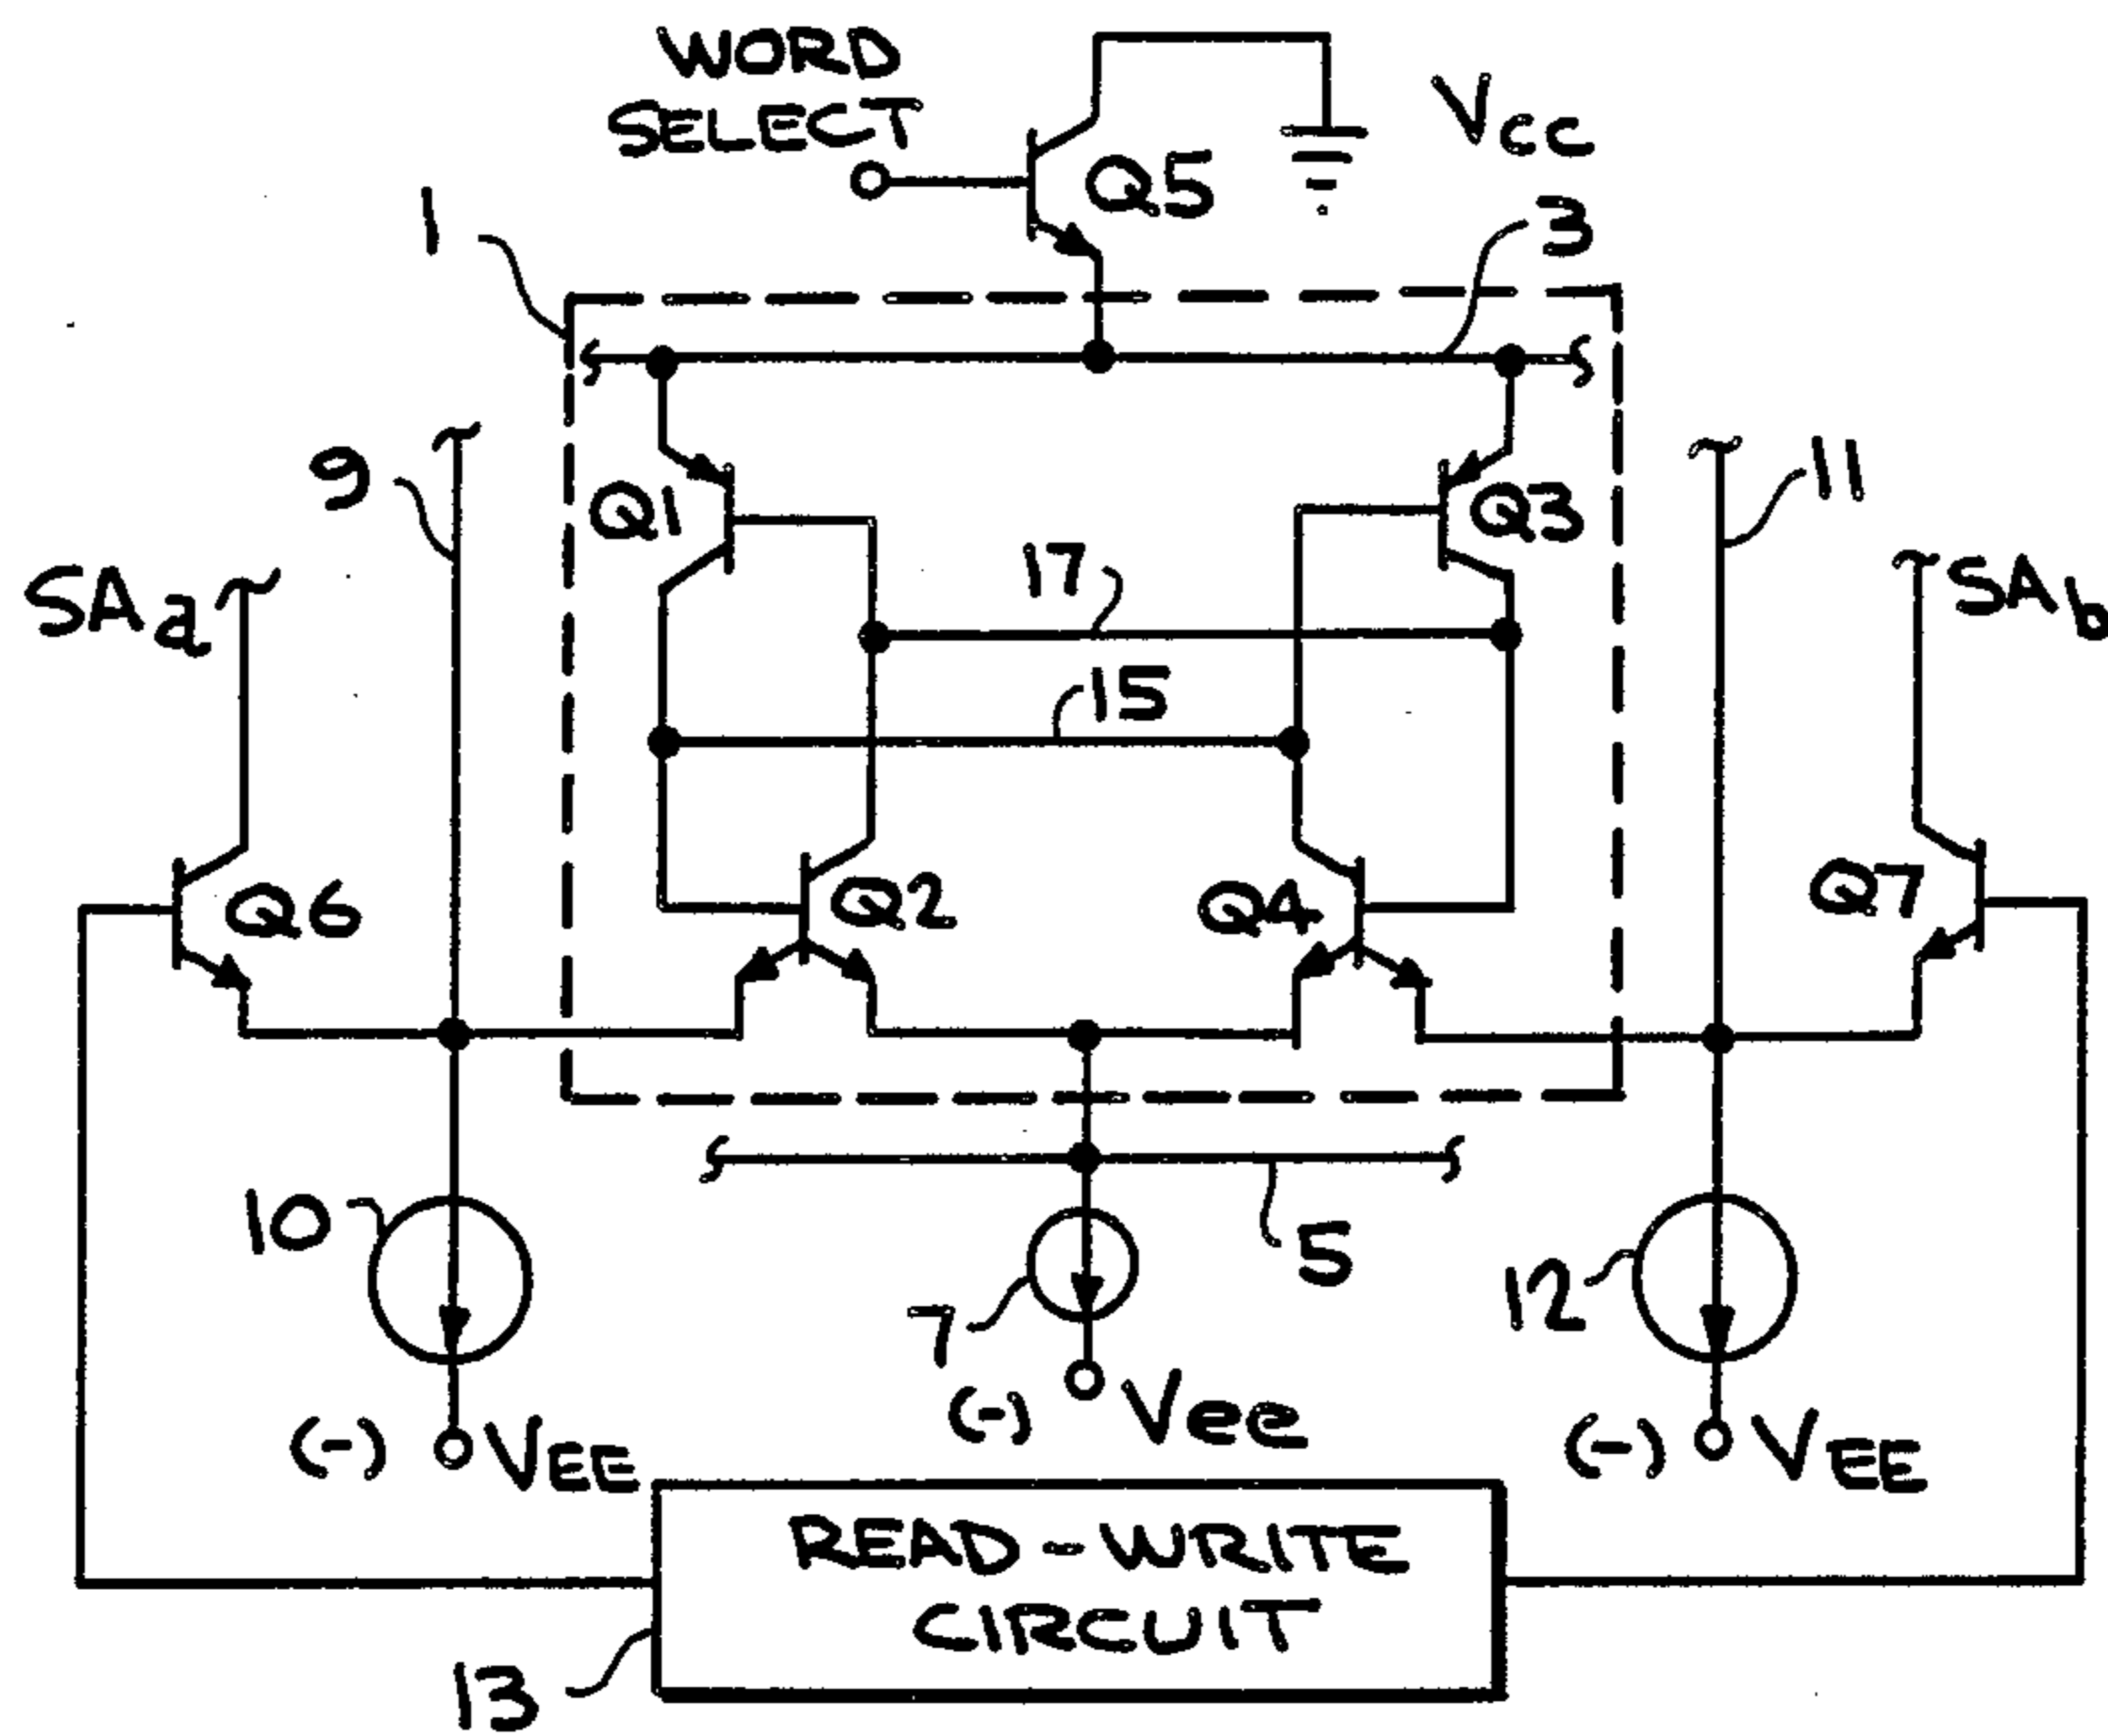 WORD
SELECT
VCC
Q5
1
3
9
11
Q1
Q3
17
SAa
SAb
15
Q6
Q2
Q4
Q7
10
5
12
7
(-) VEE
(-) Vee
(-) VEE
READ-WRITE
CIRCUIT
13